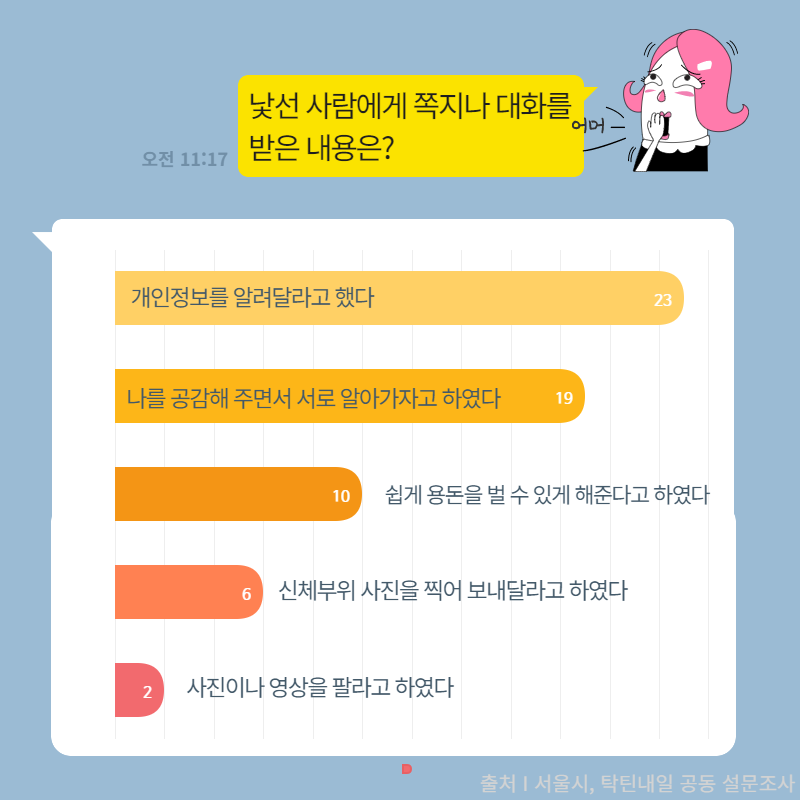 낯선 사람에게 쪽지나 대화를
받은 내용은?
어머
오전 11:17
개인정보를 알려달라고 했다
23
나를 공감해 주면서 서로 알아가자고 하였다
19
10
쉽게 용돈을 벌 수 있게 해준다고 하였다
6
신체부위 사진을 찍어 보내달라고 하였다
2
사진이나 영상을 팔라고 하였다
출처 I 서울시, 탁틴내일 공동 설문조사